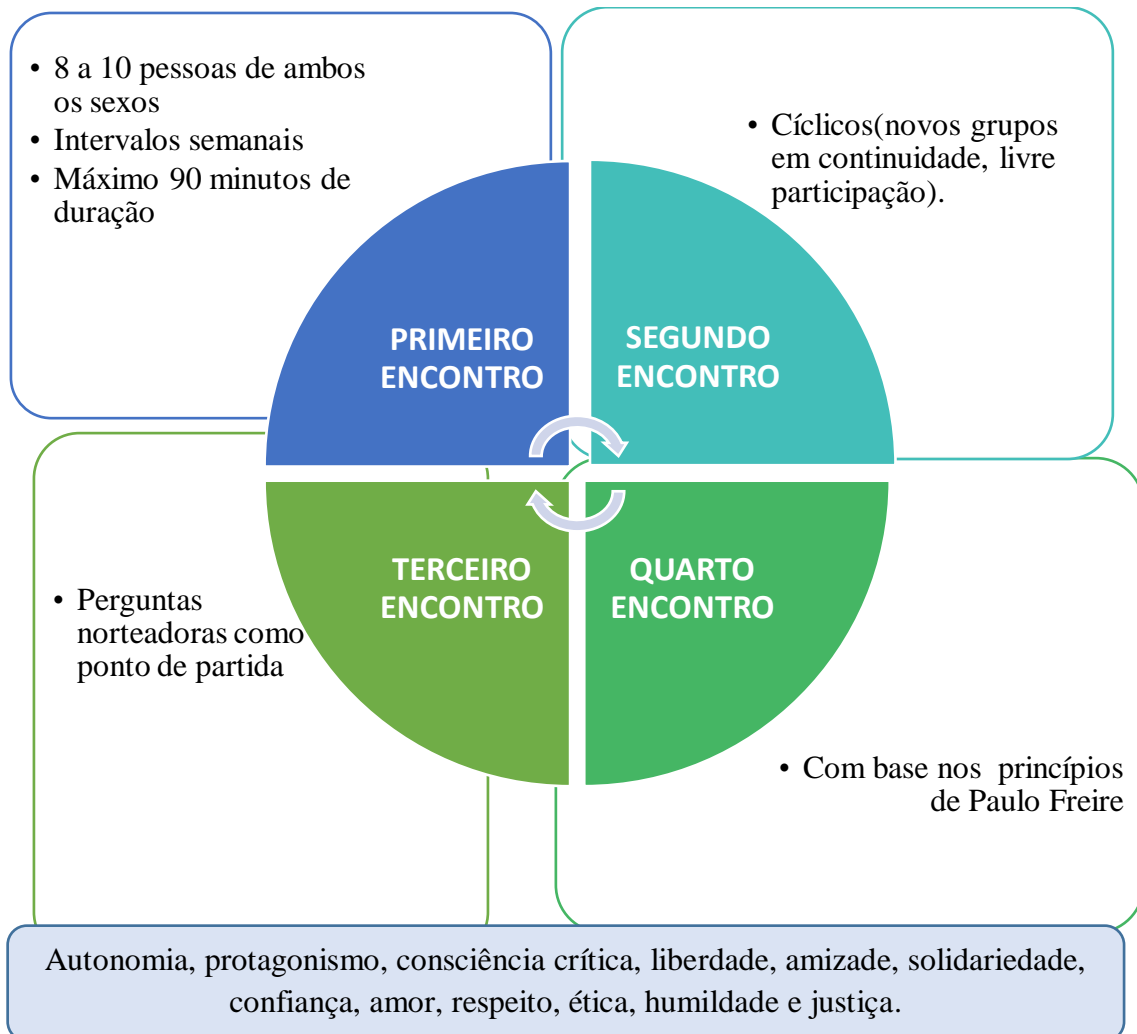 • 8 a 10 pessoas de ambos
os sexos
• Intervalos semanais
• Máximo 90 minutos de
duração
• Cíclicos(novos grupos
em continuidade, livre
participação).
PRIMEIRO
ENCONTRO
SEGUNDO
ENCONTRO
TERCEIRO
ENCONTRO
QUARTO
ENCONTRO
• Perguntas
norteadoras como
ponto de partida
• Com base nos princípios
de Paulo Freire
Autonomia, protagonismo, consciência crítica, liberdade, amizade, solidariedade,
confiança, amor, respeito, ética, humildade e justiça.